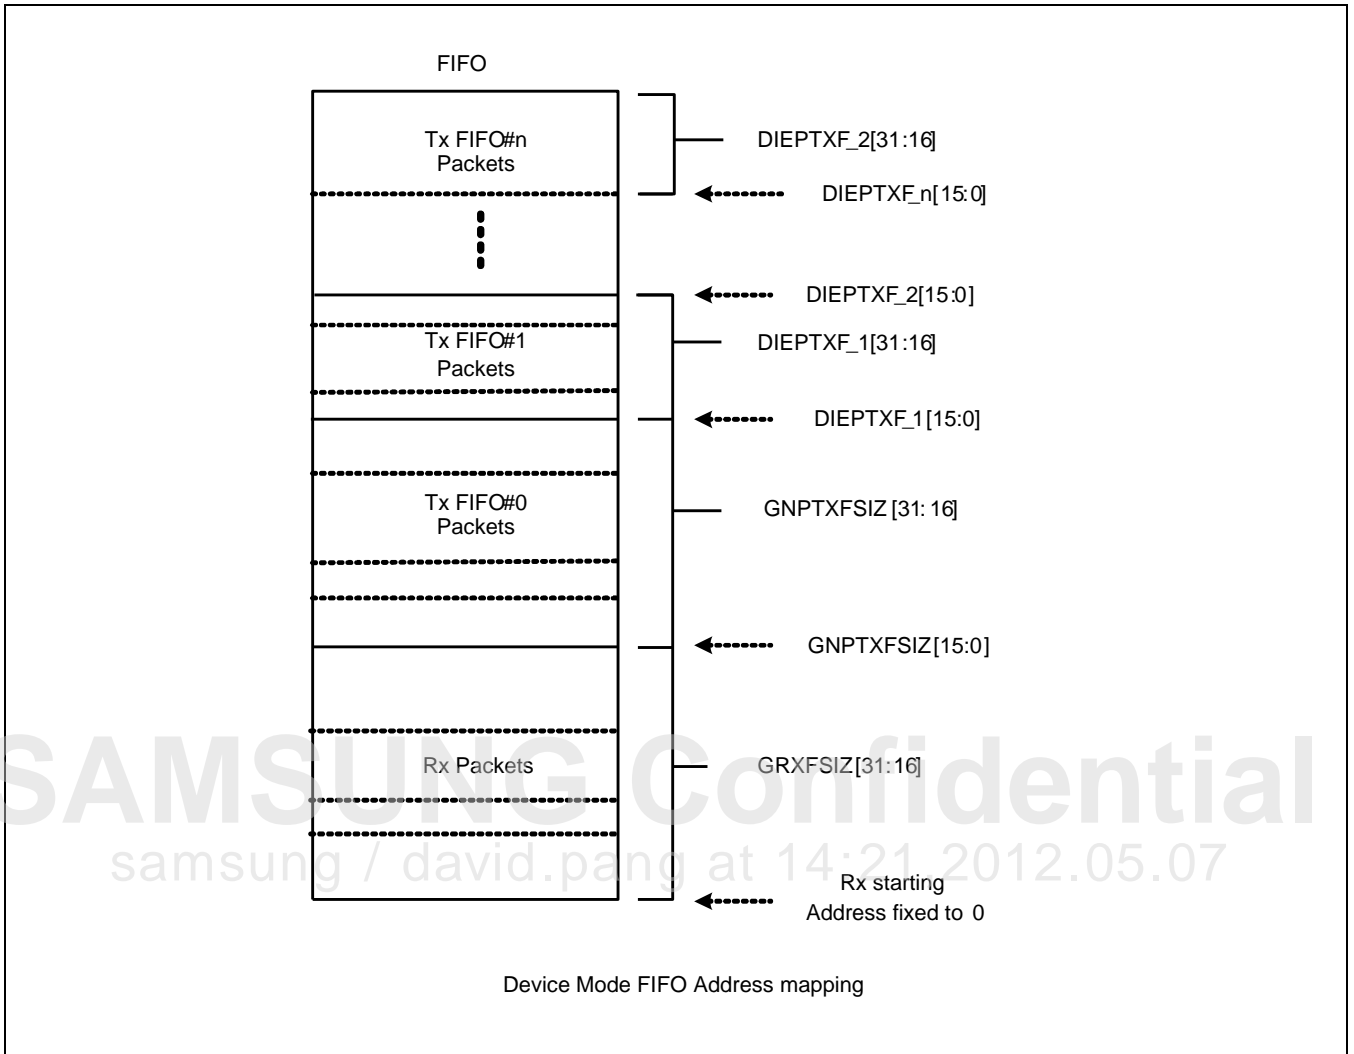 FIFO
Tx FIFO#n
Packets
DIEPTXF_2[31:16]
DIEPTXF_n[15:0]
DIEPTXF_2[15:0]
Tx FIFO#1
Packets
DIEPTXF_1[31:16]
DIEPTXF_1[15:0]
Tx FIFO#0
Packets
GNPTXFSIZ [31:16]
GNPTXFSIZ[15:0]
Rx Packets
GRXFSIZ[31:16]
SAMSUNG Confidential
samsung / david.pang at 14:21,2012.05.07
Rx starting
Address fixed to 0
Device Mode FIFO Address mapping